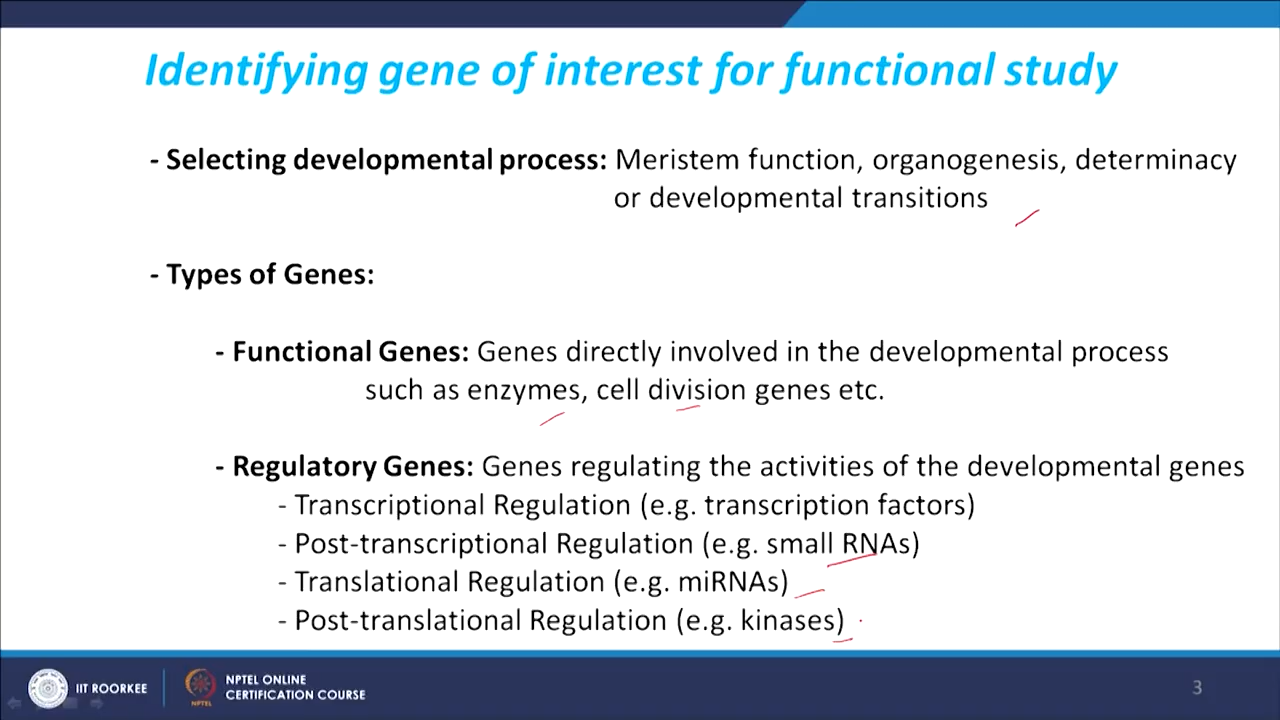 Identifying gene of interest for functional study
- Selecting developmental process: Meristem function, organogenesis, determinacy
or developmental transitions
- Types of Genes:
- Functional Genes: Genes directly involved in the developmental process
such as enzymes, cell division genes etc.
- Regulatory Genes: Genes regulating the activities of the developmental genes
- Transcriptional Regulation (e.g. transcription factors)
- Post-transcriptional Regulation (e.g. small RNAs)
- Translational Regulation (e.g. miRNAs)
- Post-translational Regulation (e.g. kinases)
IIT ROORKEE
NPTEL
NPTEL ONLINE
CERTIFICATION COURSE
3